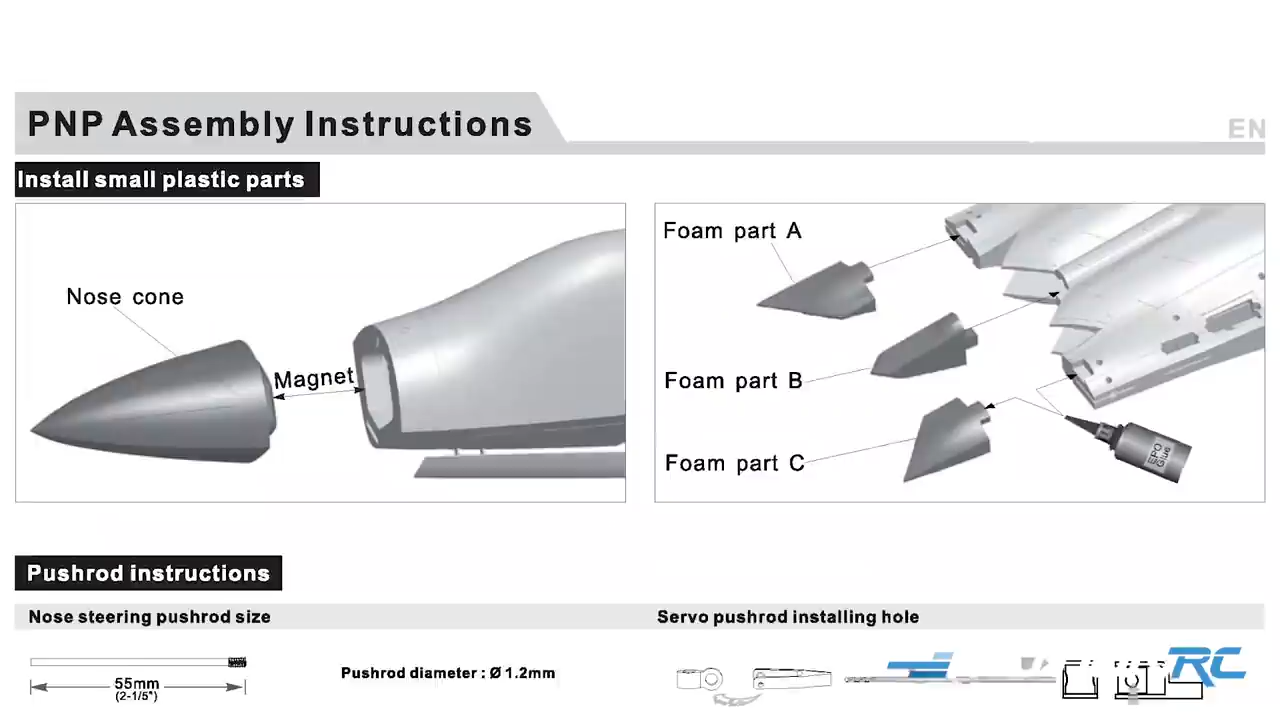 PNP Assembly Instructions
EN
Install small plastic parts
Nose cone
Magnet
Foam part A
Foam part B
Foam part C
EPO
Glue
Pushrod instructions
Nose steering pushrod size
Servo pushrod installing hole
55mm
(2-1/5")
Pushrod diameter : Ø 1.2mm
RC